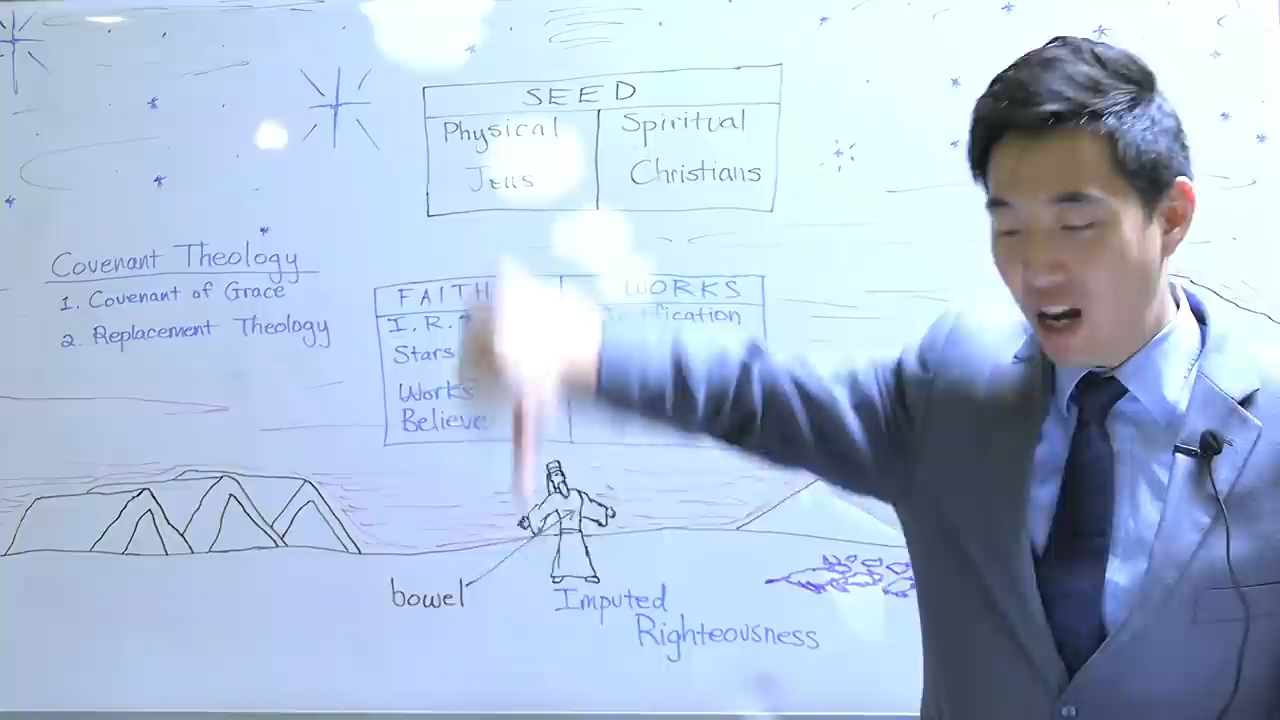 SEED
Physical
Spiritual
Jews
Christians
Covenant Theology
1. Covenant of Grace
2. Replacement Theology
FAITH
WORKS
I. R.
Stars
Works
Believe
bowel
Imputed
Righteousness